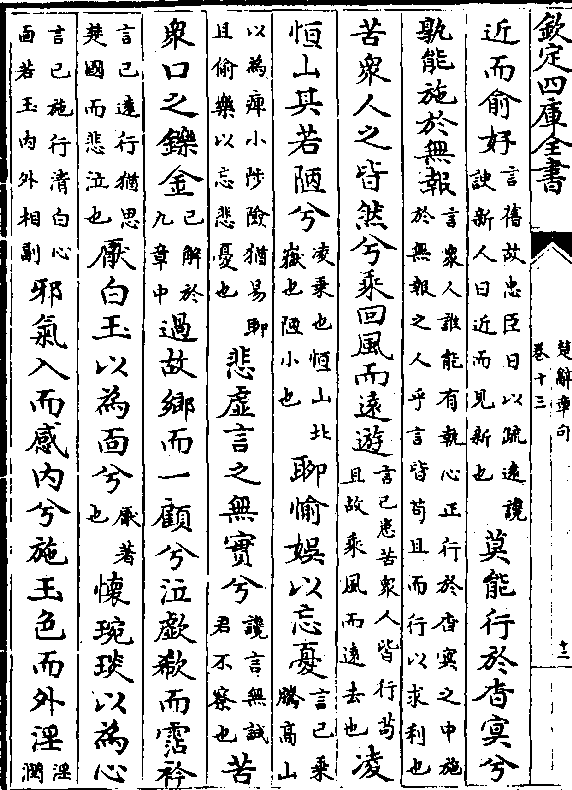 欽定四庫全書
楚辭章句
卷十三
十二
近而俞好言舊故忠臣日以疏遠讒諛新人日近而見新也莫能行於杳冥兮
孰能施於無報言衆人誰能有執心正行於杳冥之中施於無報之人乎言皆苟且而行以求利也
苦衆人之皆然兮乘回風而遠遊言己患苦衆人皆行苟且故乘風而遠去也凌
恒山其若陋兮凌乘也恒山北嶽也陋小也聊愉娛以忘憂言己乘騰高山
以為痺小陟險猶易聊且偷樂以忘悲憂也悲虛言之無實兮讒言無誠君不察也苦
衆口之鑠金已解於九章中過故鄉而一顧兮泣歔欷而霑衿
言己遠行猶思楚國而悲泣也厭白玉以為面兮厭著也懷琬琰以為心
言己施行清白心面若玉内外相副邪氣入而感内兮施玉色而外淫淫潤